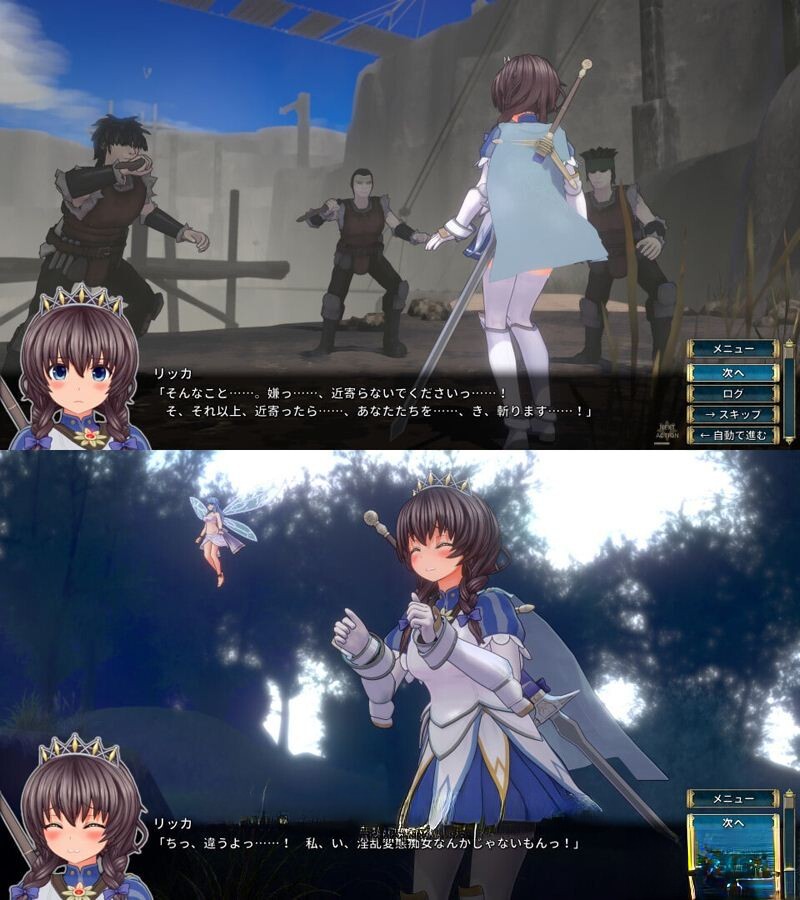 リッカ
「そんなこと……。嫌っ……、近寄らないでくださいっ……！
そ、それ以上、近寄ったら……、あなたたちを……、き、斬ります……！」
メニュー
次へ
ログ
→ スキップ
← 自動で進む
NEXT
ACTION
リッカ
「ちっ、違うよっ……！　私、い、淫乱変態痴女なんかじゃないもんっ！」
メニュー
次へ